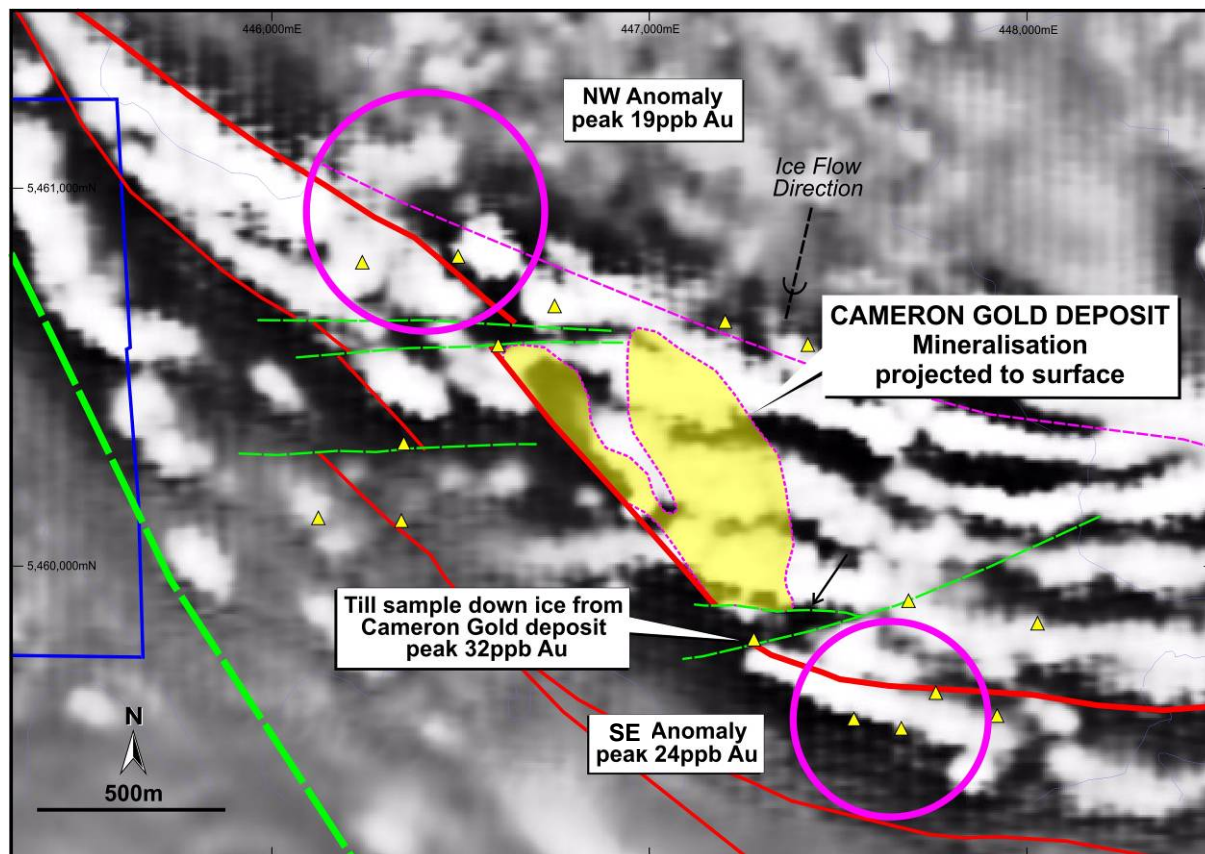 446,000mE
447,000mE
448,000mE
NW Anomaly
peak 19ppb Au
5,461,000mN
Ice Flow
Direction
CAMERON GOLD DEPOSIT
Mineralisation
projected to surface
5,460,000mN
Till sample down ice from
Cameron Gold deposit
peak 32ppb Au
SE Anomaly
peak 24ppb Au
N
500m